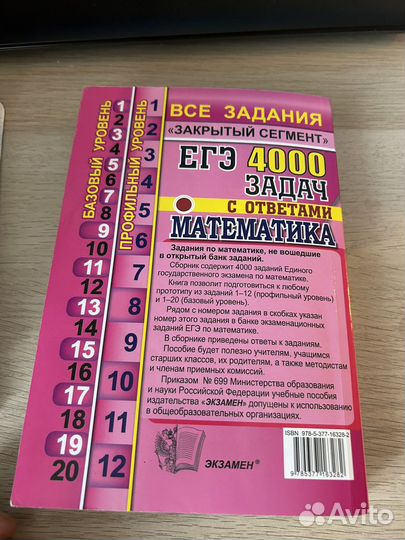 БАЗОВЫЙ УРОВЕНЬ
1
2
3
4
5
6
7
8
9
10
11
12
13
14
15
16
17
18
19
20
ПРОФИЛЬНЫЙ УРОВЕНЬ
1
2
3
4
5
6
7
8
9
10
11
12
ВСЕ ЗАДАНИЯ
«ЗАКРЫТЫЙ СЕГМЕНТ»
ЕГЭ 4000
ЗАДАЧ
С ОТВЕТАМИ
МАТЕМАТИКА
Задания по математике, не вошедшие
в открытый банк заданий.
Сборник содержит 4000 заданий Единого
государственного экзамена по математике.
Книга позволит подготовиться к любому
прототипу из заданий 1–12 (профильный уровень)
и 1–20 (базовый уровень).
Рядом с номером задания в скобках указан
номер этого задания в банке экзаменационных
заданий ЕГЭ по математике.
В сборнике приведены ответы к заданиям.
Пособие будет полезно учителям, учащимся
старших классов, их родителям, а также методистам
и членам приемных комиссий.
Приказом № 699 Министерства образования
и науки Российской Федерации учебные пособия
издательства «ЭКЗАМЕН» допущены к использованию
в общеобразовательных организациях.
ЭКЗАМЕН®
ISBN 978-5-377-16328-2
9 785377 163282
Avito